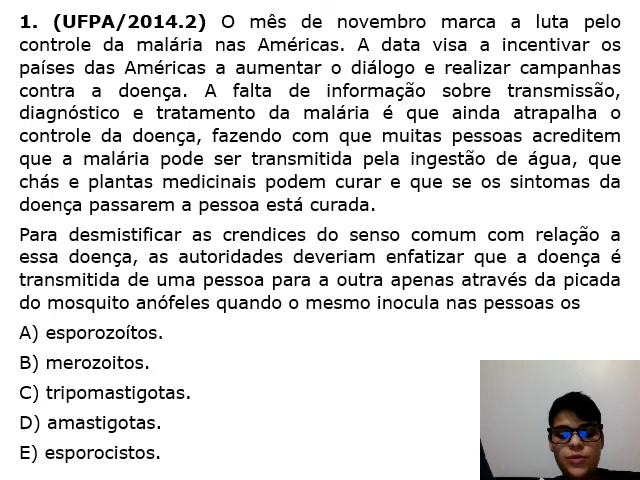 1. (UFPA/2014.2) O mês de novembro marca a luta pelo
controle da malária nas Américas. A data visa a incentivar os
países das Américas a aumentar o diálogo e realizar campanhas
contra a doença. A falta de informação sobre transmissão,
diagnóstico e tratamento da malária é que ainda atrapalha o
controle da doença, fazendo com que muitas pessoas acreditem
que a malária pode ser transmitida pela ingestão de água, que
chás e plantas medicinais podem curar e que se os sintomas da
doença passarem a pessoa está curada.
Para desmistificar as crendices do senso comum com relação a
essa doença, as autoridades deveriam enfatizar que a doença é
transmitida de uma pessoa para a outra apenas através da picada
do mosquito anófeles quando o mesmo inocula nas pessoas os
A) esporozoítos.
B) merozoitos.
C) tripomastigotas.
D) amastigotas.
E) esporocistos.